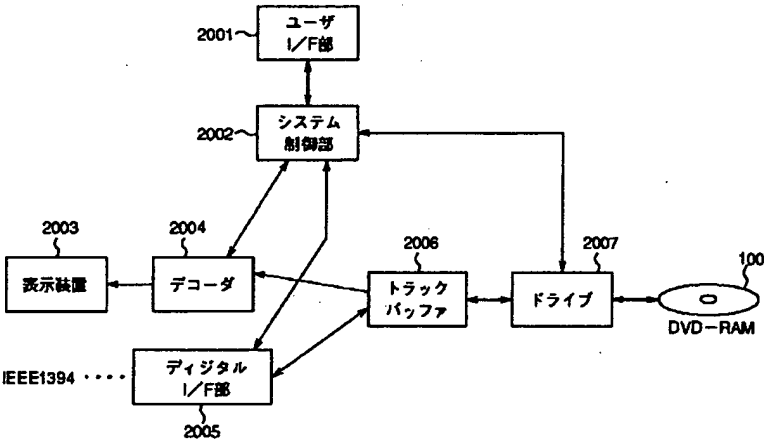 2001
ユーザ
I/F部
2002
システム
制御部
2003
表示装置
2004
デコーダ
2006
トラック
バッファ
2007
ドライブ
100
DVD-RAM
IEEE1394
ディジタル
I/F部
2005